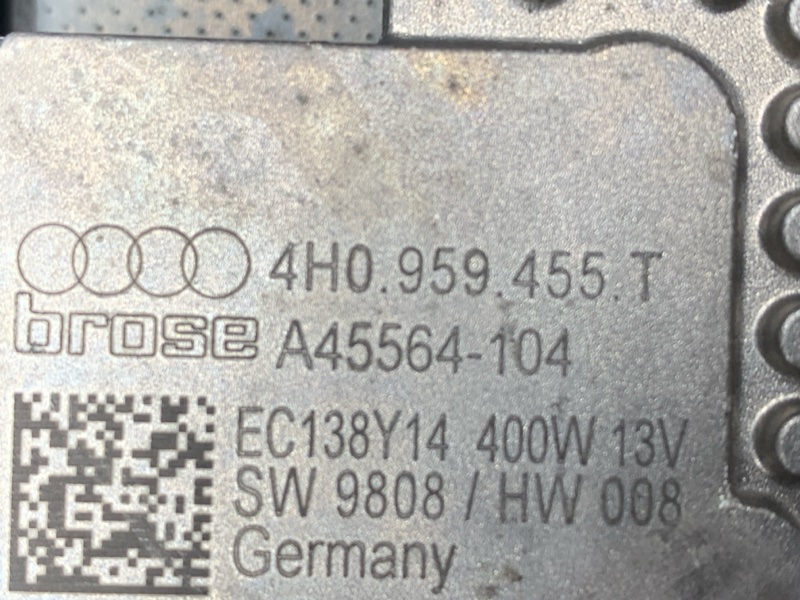 4H0.959.455.T
brose A45564-104
EC138Y14 400W 13V
SW 9808 / HW 008
Germany